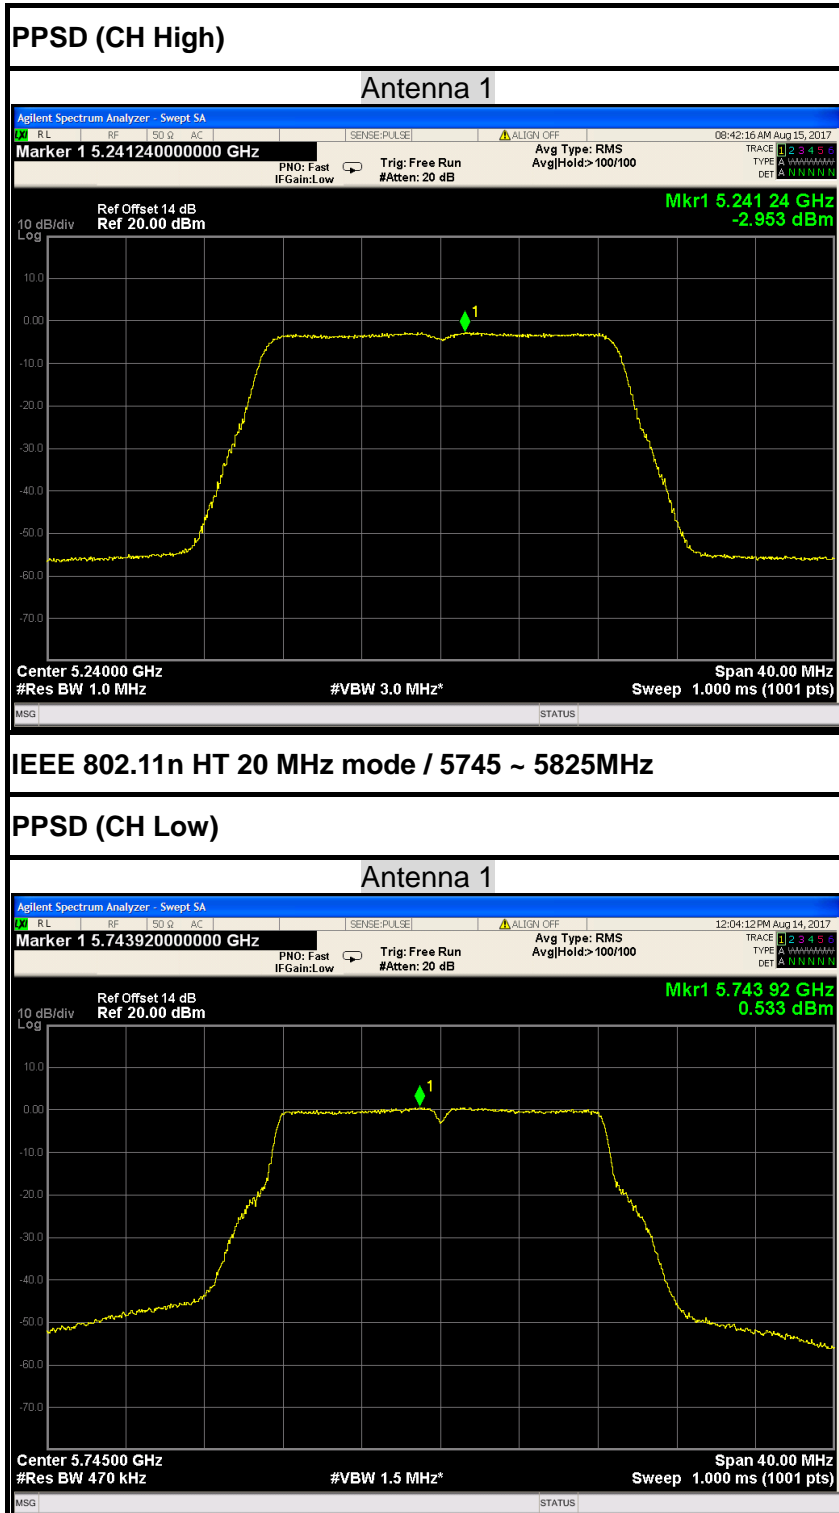 PPSD (CH High)
Antenna 1
Agilent Spectrum Analyzer - Swept SA
LXI RL RF 50 Ω AC SENSE:PULSE ALIGN OFF 08:42:16 AM Aug 15, 2017
Marker 1 5.241240000000 GHz
PNO: Fast
IFGain:Low
Trig: Free Run
#Atten: 20 dB
Avg Type: RMS
Avg|Hold:>100/100
TRACE 1 2 3 4 5 6
TYPE A WWWWW
DET A N N N N N
Mkr1 5.241 24 GHz
-2.953 dBm
Ref Offset 14 dB
10 dB/div Ref 20.00 dBm
Log
10.0
0.00
1
-10.0
-20.0
-30.0
-40.0
-50.0
-60.0
-70.0
Center 5.24000 GHz Span 40.00 MHz
#Res BW 1.0 MHz #VBW 3.0 MHz* Sweep 1.000 ms (1001 pts)
MSG STATUS
IEEE 802.11n HT 20 MHz mode / 5745 ~ 5825MHz
PPSD (CH Low)
Antenna 1
Agilent Spectrum Analyzer - Swept SA
LXI RL RF 50 Ω AC SENSE:PULSE ALIGN OFF 12:04:12 PM Aug 14, 2017
Marker 1 5.743920000000 GHz
PNO: Fast
IFGain:Low
Trig: Free Run
#Atten: 20 dB
Avg Type: RMS
Avg|Hold:>100/100
TRACE 1 2 3 4 5 6
TYPE A WWWWW
DET A N N N N N
Mkr1 5.743 92 GHz
0.533 dBm
Ref Offset 14 dB
10 dB/div Ref 20.00 dBm
Log
10.0
0.00
1
-10.0
-20.0
-30.0
-40.0
-50.0
-60.0
-70.0
Center 5.74500 GHz Span 40.00 MHz
#Res BW 470 kHz #VBW 1.5 MHz* Sweep 1.000 ms (1001 pts)
MSG STATUS